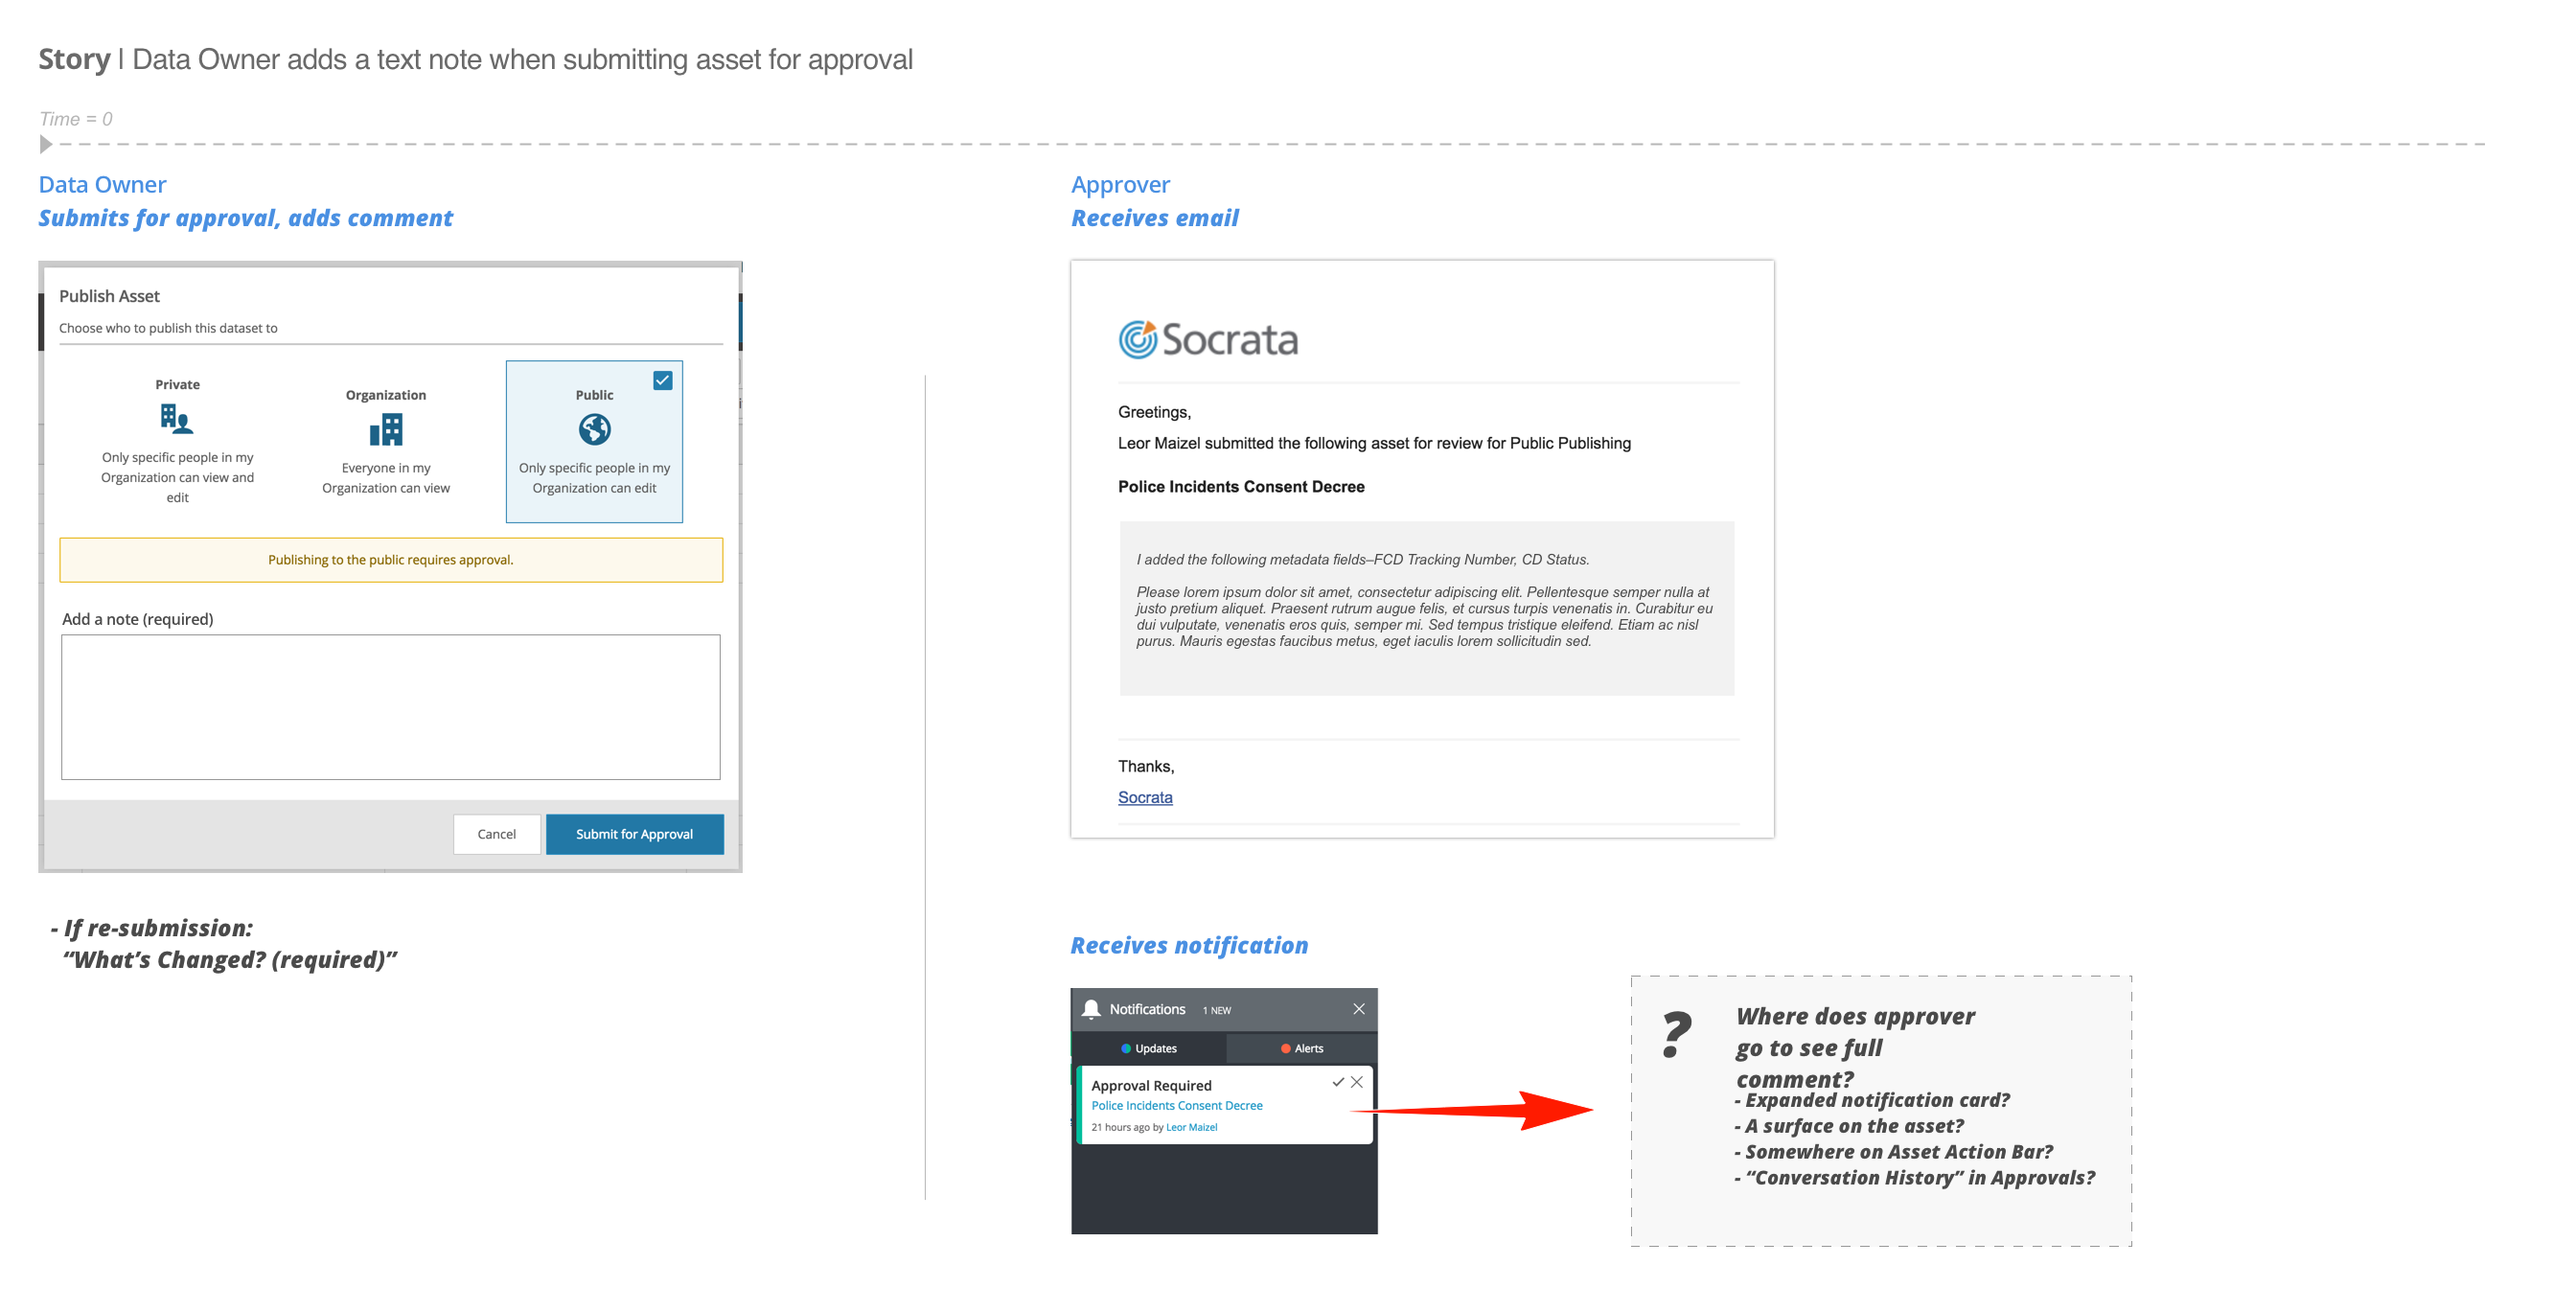 Story | Data Owner adds a text note when submitting asset for approval
Time = 0
Data Owner
Submits for approval, adds comment
Publish Asset
Choose who to publish this dataset to
Private
Only specific people in my
Organization can view and
edit
Organization
Everyone in my
Organization can view
Public
Only specific people in my
Organization can edit
Publishing to the public requires approval.
Add a note (required)
Cancel
Submit for Approval
- If re-submission:
“What’s Changed? (required)”
Approver
Receives email
Socrata
Greetings,
Leor Maizel submitted the following asset for review for Public Publishing
Police Incidents Consent Decree
I added the following metadata fields–FCD Tracking Number, CD Status.
Please lorem ipsum dolor sit amet, consectetur adipiscing elit. Pellentesque semper nulla at
justo pretium aliquet. Praesent rutrum augue felis, et cursus turpis venenatis in. Curabitur eu
dui vulputate, venenatis eros quis, semper mi. Sed tempus tristique eleifend. Etiam ac nisl
purus. Mauris egestas faucibus metus, eget iaculis lorem sollicitudin sed.
Thanks,
Socrata
Receives notification
Notifications 1 NEW
Updates
Alerts
Approval Required
Police Incidents Consent Decree
21 hours ago by Leor Maizel
?
Where does approver
go to see full
comment?
- Expanded notification card?
- A surface on the asset?
- Somewhere on Asset Action Bar?
- “Conversation History” in Approvals?